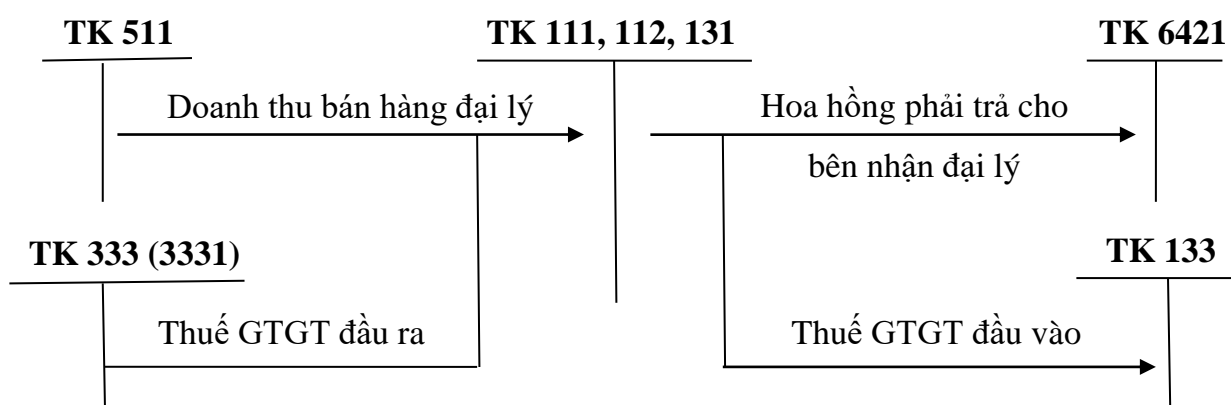 TK 511
TK 111, 112, 131
TK 6421
Doanh thu bán hàng đại lý
Hoa hồng phải trả cho
bên nhận đại lý
TK 333 (3331)
TK 133
Thuế GTGT đầu ra
Thuế GTGT đầu vào